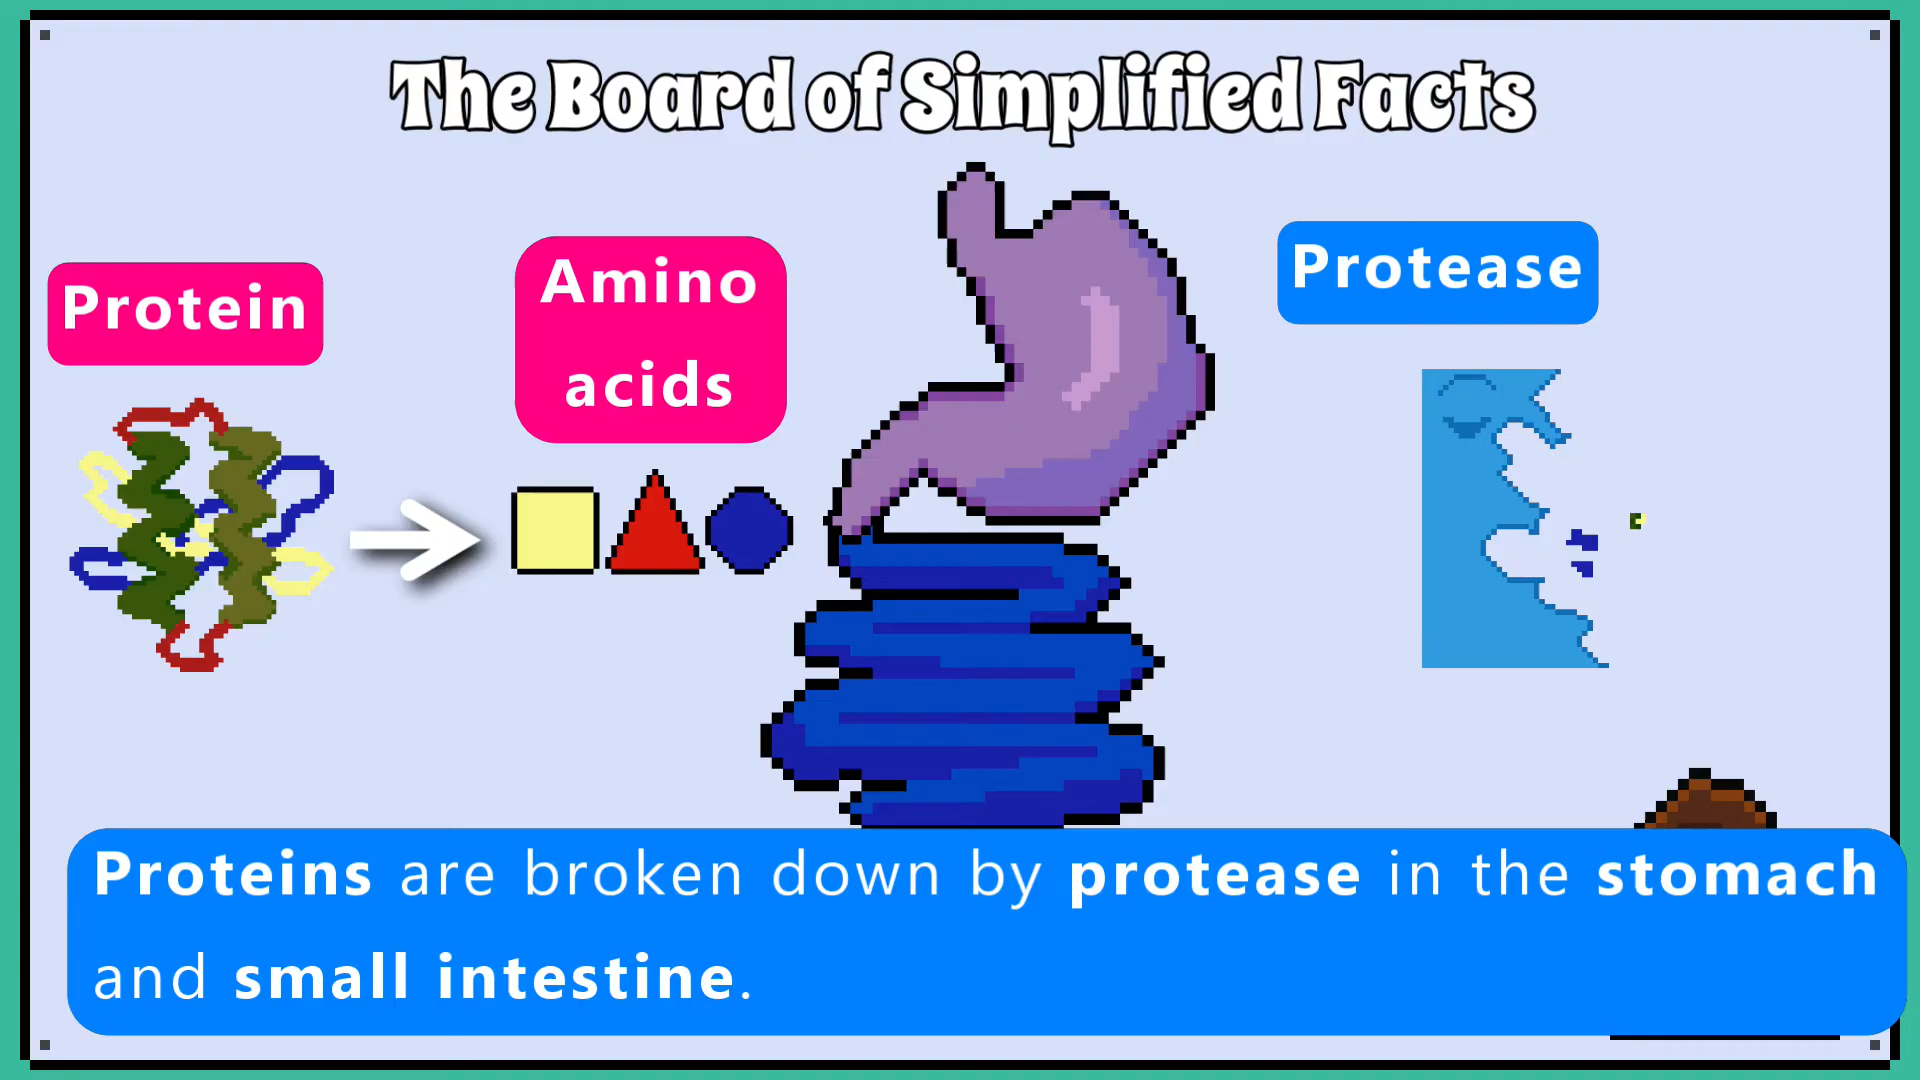 The Board of Simplified Facts
Protein
Amino
acids
Protease
Proteins are broken down by protease in the stomach
and small intestine.